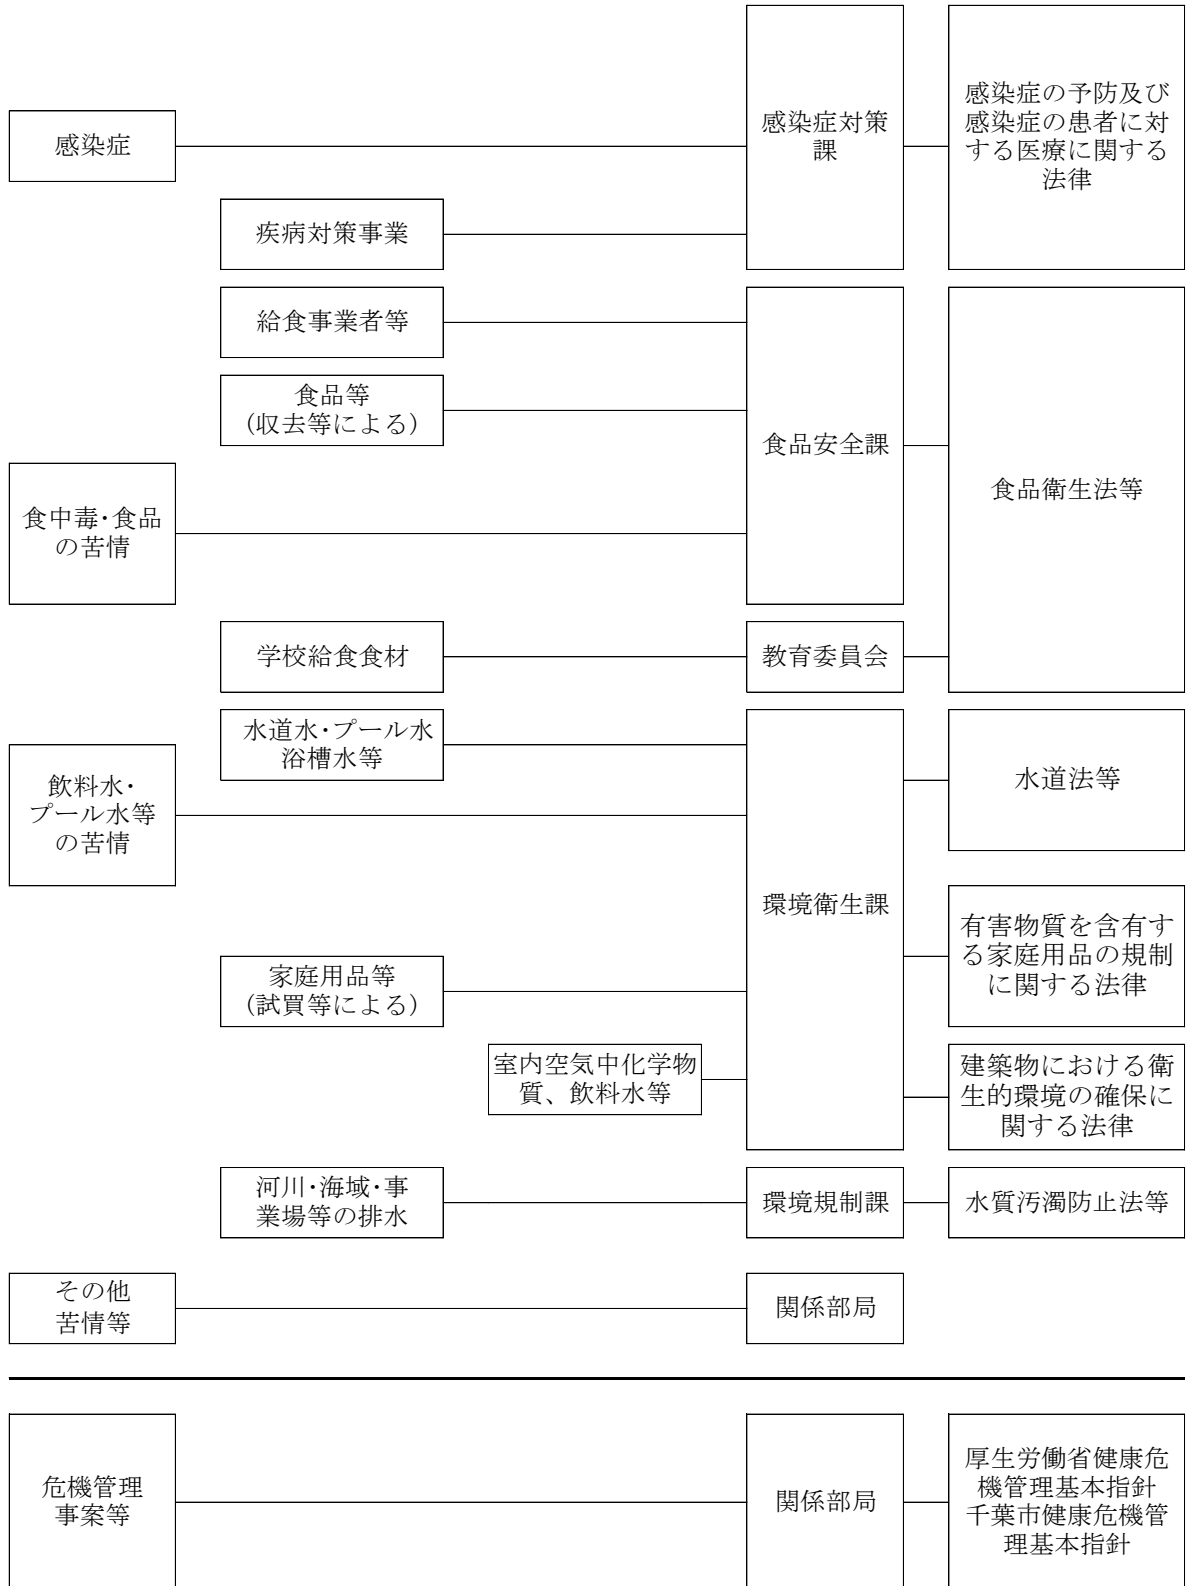 感染症
感染症対策
課
感染症の予防及び
感染症の患者に対
する医療に関する
法律
疾病対策事業
給食事業者等
食品等
（収去等による）
食品安全課
食品衛生法等
食中毒・食品
の苦情
学校給食食材
教育委員会
水道水・プール水
浴槽水等
飲料水・
プール水等
の苦情
水道法等
環境衛生課
有害物質を含有す
る家庭用品の規制
に関する法律
家庭用品等
（試買等による）
室内空気中化学物
質、飲料水等
建築物における衛
生的環境の確保に
関する法律
河川・海域・事
業場等の排水
環境規制課
水質汚濁防止法等
その他
苦情等
関係部局
危機管理
事案等
関係部局
厚生労働省健康危
機管理基本指針
千葉市健康危機管
理基本指針